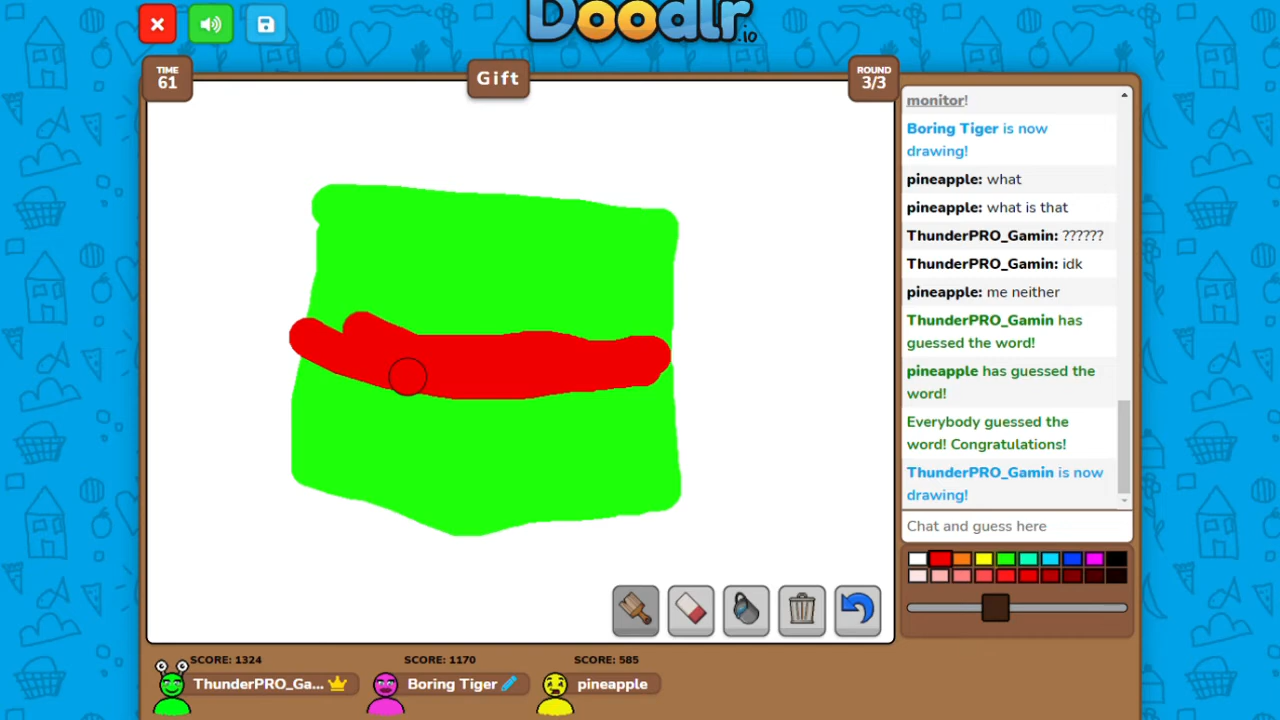 Doodlr.io
TIME
61
Gift
ROUND
3/3
monitor!
Boring Tiger is now
drawing!
pineapple: what
pineapple: what is that
ThunderPRO_Gamin: ??????
ThunderPRO_Gamin: idk
pineapple: me neither
ThunderPRO_Gamin has
guessed the word!
pineapple has guessed the
word!
Everybody guessed the
word! Congratulations!
ThunderPRO_Gamin is now
drawing!
Chat and guess here
SCORE: 1324
ThunderPRO_Ga...
SCORE: 1170
Boring Tiger
SCORE: 585
pineapple